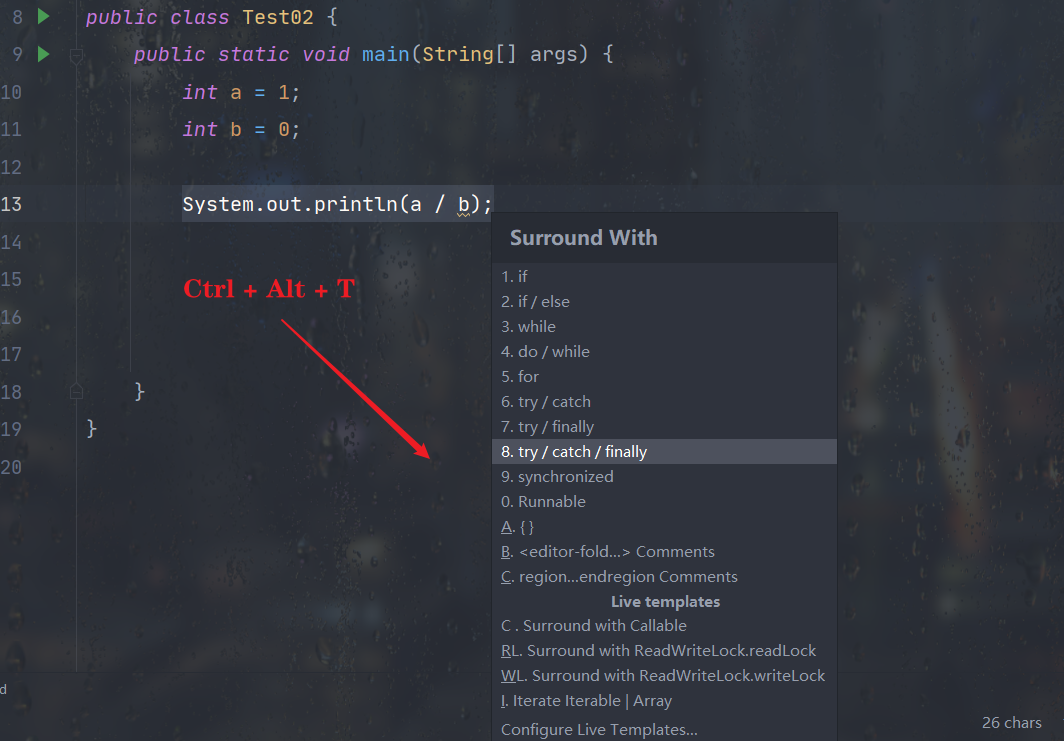 8 public class Test02 {
9 public static void main(String[] args) {
10 int a = 1;
11 int b = 0;
12
13 System.out.println(a / b);
14
15
16
17
18 }
19 }
20
Ctrl + Alt + T
Surround With
1. if
2. if / else
3. while
4. do / while
5. for
6. try / catch
7. try / finally
8. try / catch / finally
9. synchronized
0. Runnable
A. { }
B. <editor-fold...> Comments
C. region...endregion Comments
Live templates
C . Surround with Callable
RL. Surround with ReadWriteLock.readLock
WL. Surround with ReadWriteLock.writeLock
I. Iterate Iterable | Array
Configure Live Templates...
d
26 chars